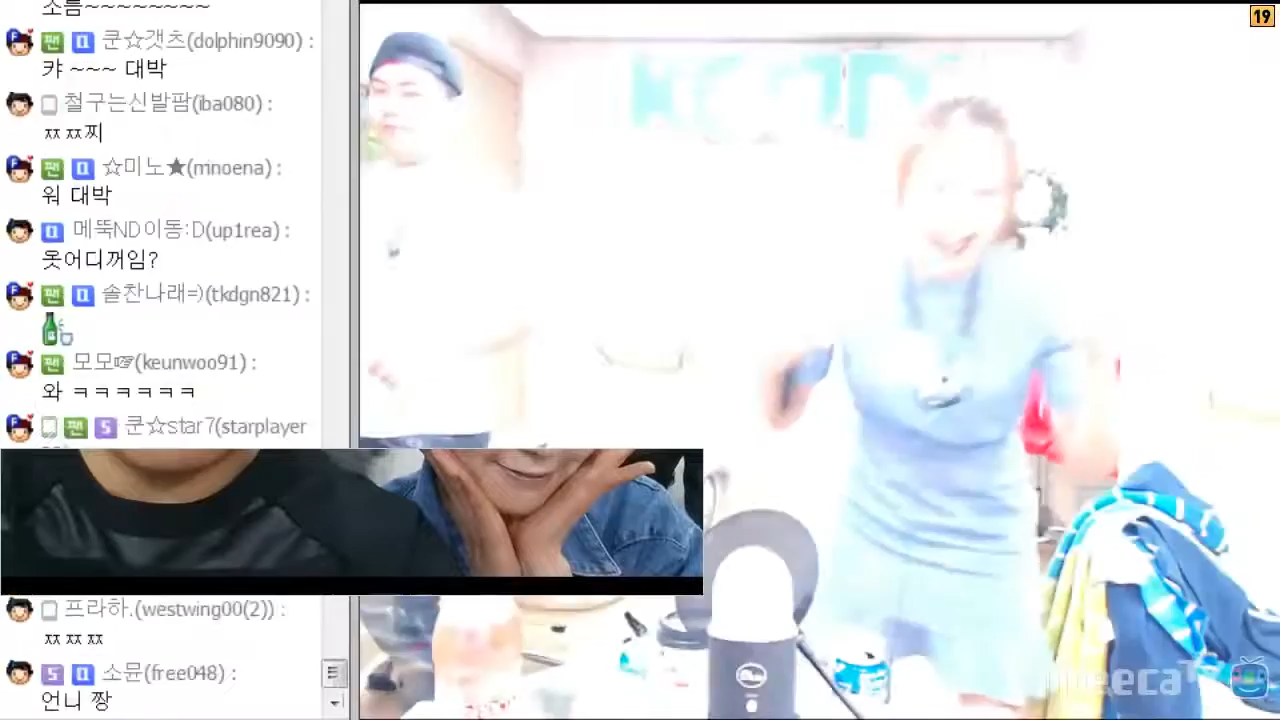 소름~~~~~~~~
쿤☆갯츠(dolphin9090) :
캬 ~~~ 대박
철구는신발팜(iba080) :
ㅉㅉ찌
☆미노★(mnoena) :
워 대박
메뚝ND이동:D(up1rea) :
옷어디꺼임?
솔찬나래=)(tkdgn821) :
모모☞(keunwoo91) :
와 ㅋㅋㅋㅋㅋㅋ
쿤☆star7(starplayer
프라하.(westwing00(2)) :
ㅉㅉㅉ
소뮨(free048) :
언니 짱
19